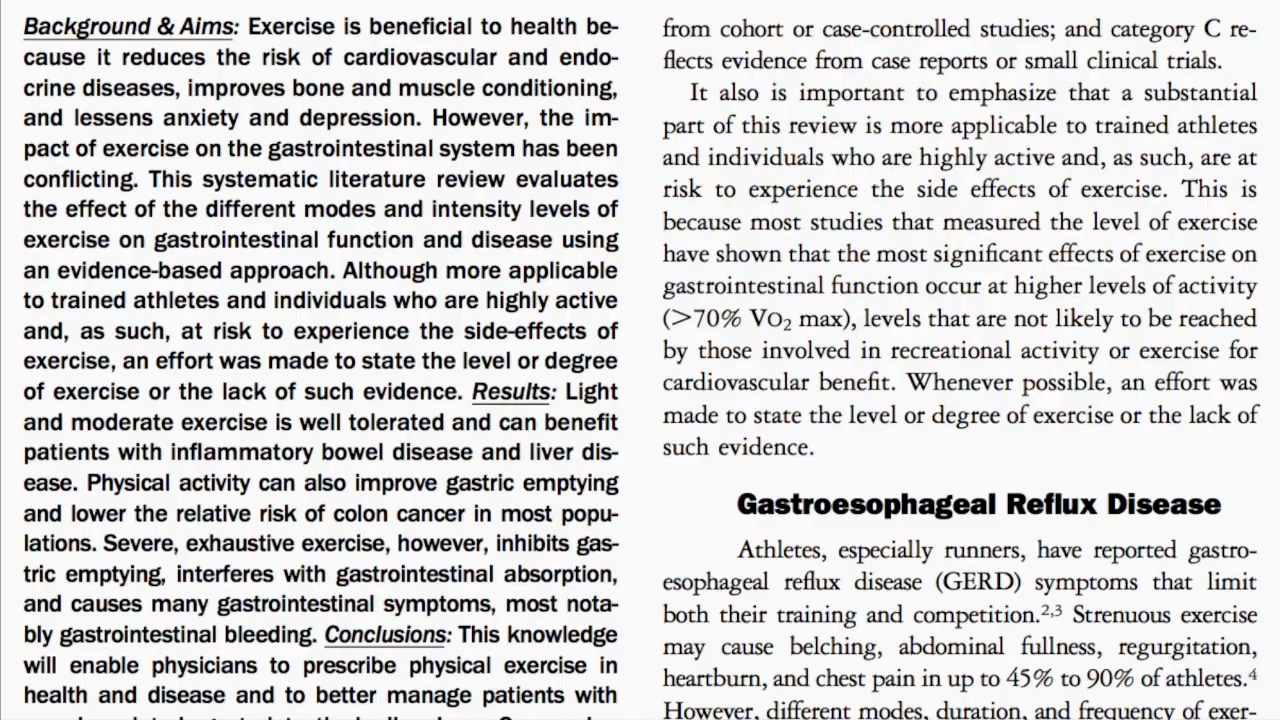 Background & Aims: Exercise is beneficial to health be-
cause it reduces the risk of cardiovascular and endo-
crine diseases, improves bone and muscle conditioning,
and lessens anxiety and depression. However, the im-
pact of exercise on the gastrointestinal system has been
conflicting. This systematic literature review evaluates
the effect of the different modes and intensity levels of
exercise on gastrointestinal function and disease using
an evidence-based approach. Although more applicable
to trained athletes and individuals who are highly active
and, as such, at risk to experience the side-effects of
exercise, an effort was made to state the level or degree
of exercise or the lack of such evidence. Results: Light
and moderate exercise is well tolerated and can benefit
patients with inflammatory bowel disease and liver dis-
ease. Physical activity can also improve gastric emptying
and lower the relative risk of colon cancer in most popu-
lations. Severe, exhaustive exercise, however, inhibits gas-
tric emptying, interferes with gastrointestinal absorption,
and causes many gastrointestinal symptoms, most nota-
bly gastrointestinal bleeding. Conclusions: This knowledge
will enable physicians to prescribe physical exercise in
health and disease and to better manage patients with
from cohort or case-controlled studies; and category C re-
flects evidence from case reports or small clinical trials.
It also is important to emphasize that a substantial
part of this review is more applicable to trained athletes
and individuals who are highly active and, as such, are at
risk to experience the side effects of exercise. This is
because most studies that measured the level of exercise
have shown that the most significant effects of exercise on
gastrointestinal function occur at higher levels of activity
(>70% VO₂ max), levels that are not likely to be reached
by those involved in recreational activity or exercise for
cardiovascular benefit. Whenever possible, an effort was
made to state the level or degree of exercise or the lack of
such evidence.
Gastroesophageal Reflux Disease
Athletes, especially runners, have reported gastro-
esophageal reflux disease (GERD) symptoms that limit
both their training and competition.²,³ Strenuous exercise
may cause belching, abdominal fullness, regurgitation,
heartburn, and chest pain in up to 45% to 90% of athletes.⁴
However, different modes, duration, and frequency of exer-